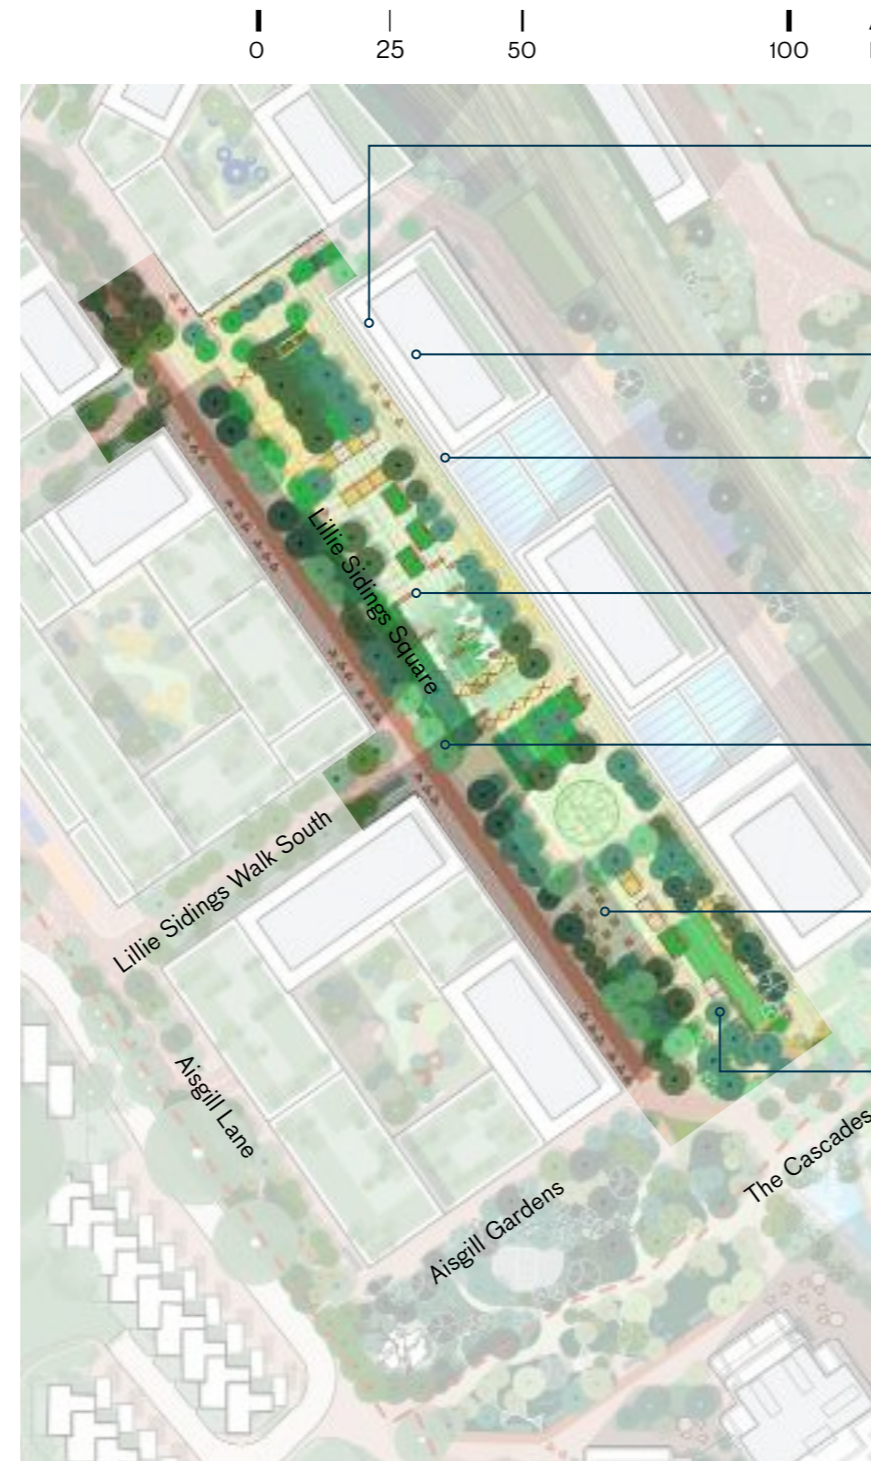 0 25 50 100
Lillie Sidings Square
Lillie Sidings Walk South
Aisgill Lane
Aisgill Gardens
The Cascades